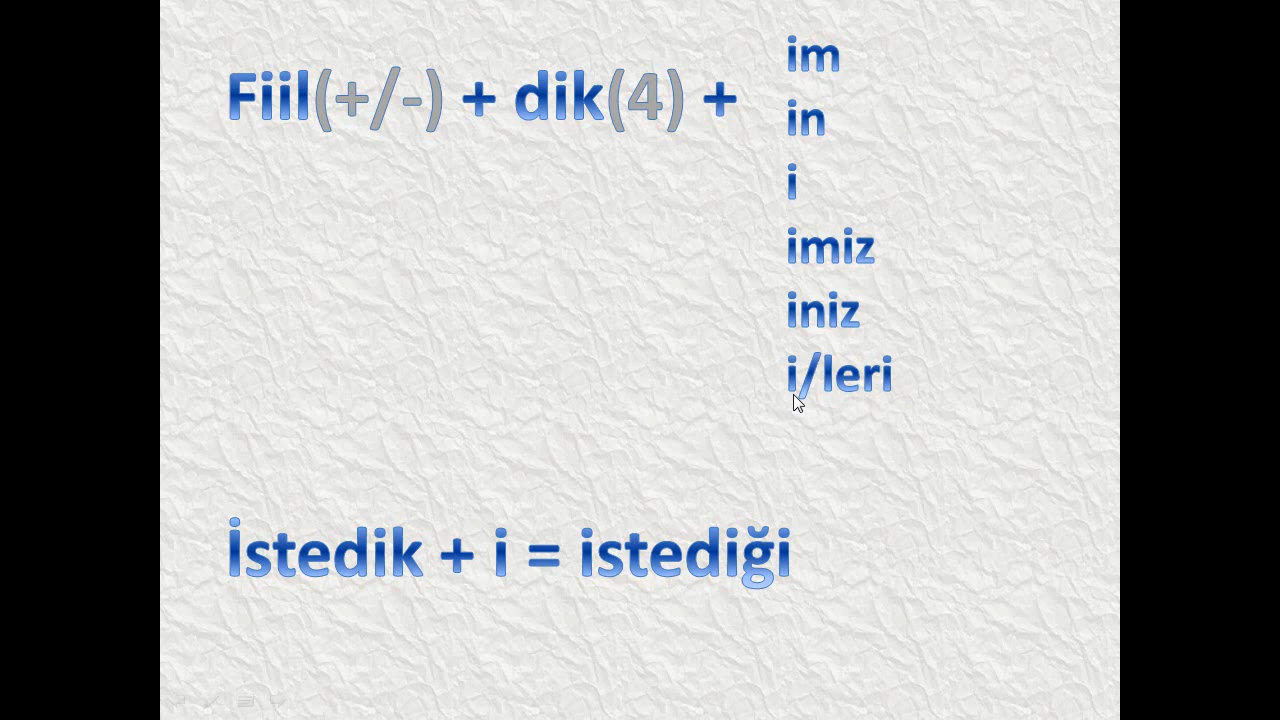 Fiil(+/-) + dik(4) +
im
in
i
imiz
iniz
i/leri
İstedik + i = istediği